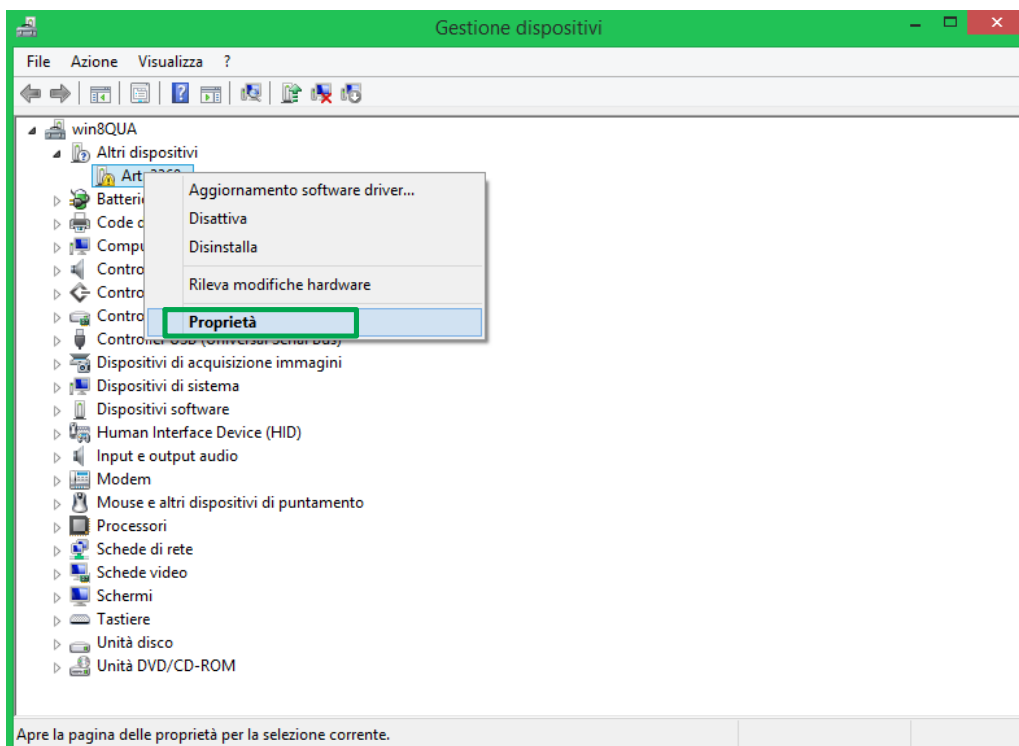 Gestione dispositivi
File Azione Visualizza ?
win8QUA
Altri dispositivi
Aggiornamento software driver...
Disattiva
Disinstalla
Rileva modifiche hardware
Proprietà
Dispositivi di acquisizione immagini
Dispositivi di sistema
Dispositivi software
Human Interface Device (HID)
Input e output audio
Modem
Mouse e altri dispositivi di puntamento
Processori
Schede di rete
Schede video
Schermi
Tastiere
Unità disco
Unità DVD/CD-ROM
Apre la pagina delle proprietà per la selezione corrente.